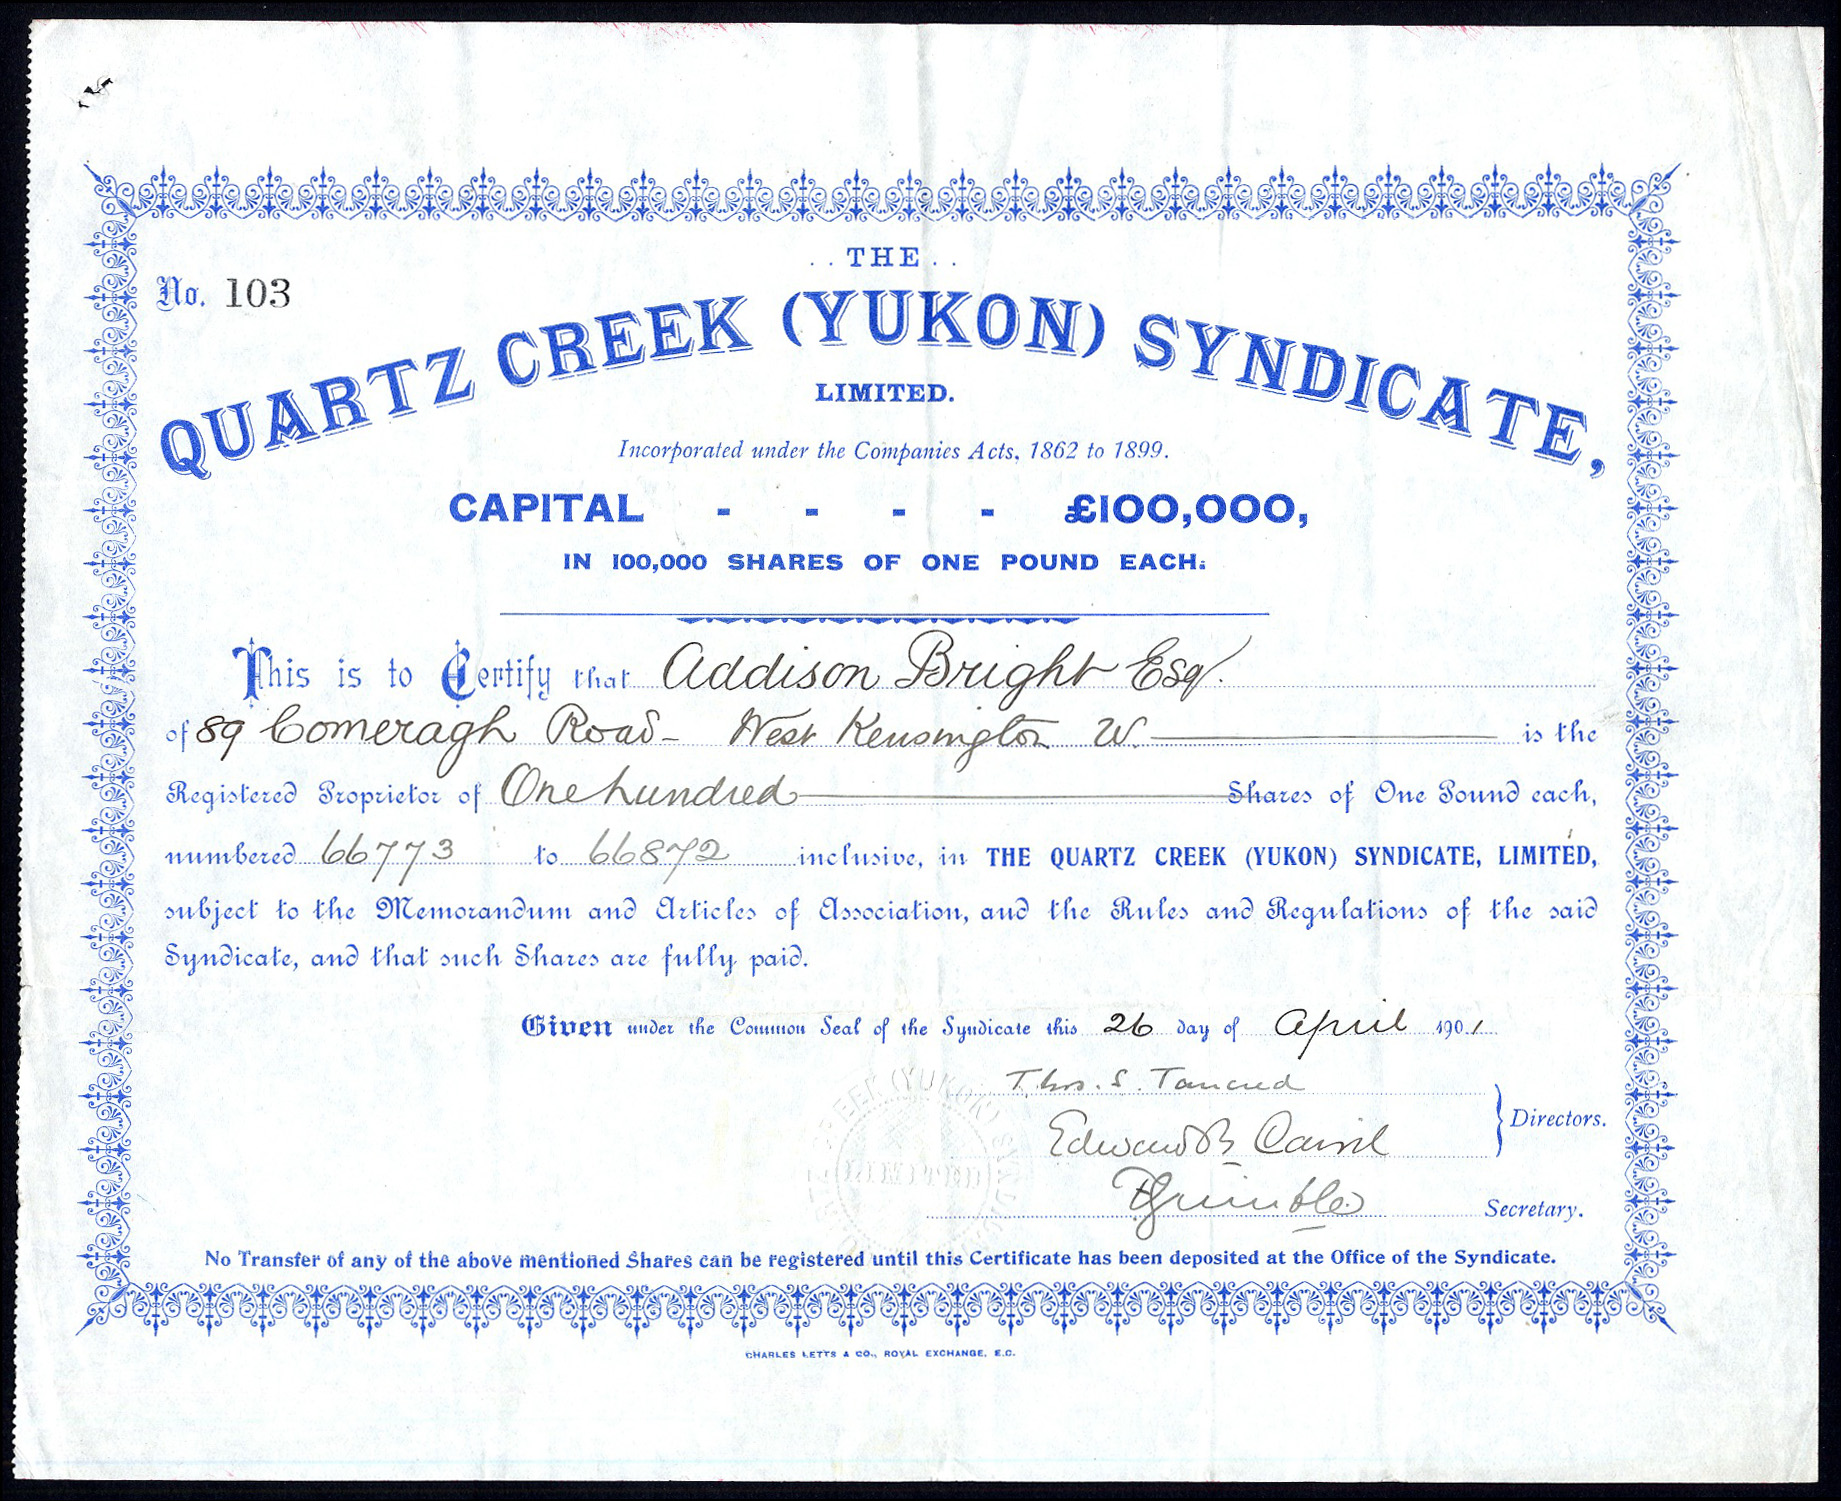 .. THE ..
No. 103
QUARTZ CREEK (YUKON) SYNDICATE,
LIMITED.
Incorporated under the Companies Acts, 1862 to 1899.
CAPITAL - - - - £100,000,
IN 100,000 SHARES OF ONE POUND EACH.
This is to Certify that Addison Bright Esq.
of 89 Comeragh Road - West Kensington W. is the
Registered Proprietor of One hundred Shares of One Pound each,
numbered 66773 to 66872 inclusive, in THE QUARTZ CREEK (YUKON) SYNDICATE, LIMITED,
subject to the Memorandum and Articles of Association, and the Rules and Regulations of the said
Syndicate, and that such Shares are fully paid.
Given under the Common Seal of the Syndicate this 26 day of April 1901
Thos. S. Tancred
Edward B Directors.
Secretary.
No Transfer of any of the above mentioned Shares can be registered until this Certificate has been deposited at the Office of the Syndicate.
CHARLES LETTS & CO., ROYAL EXCHANGE, E.C.